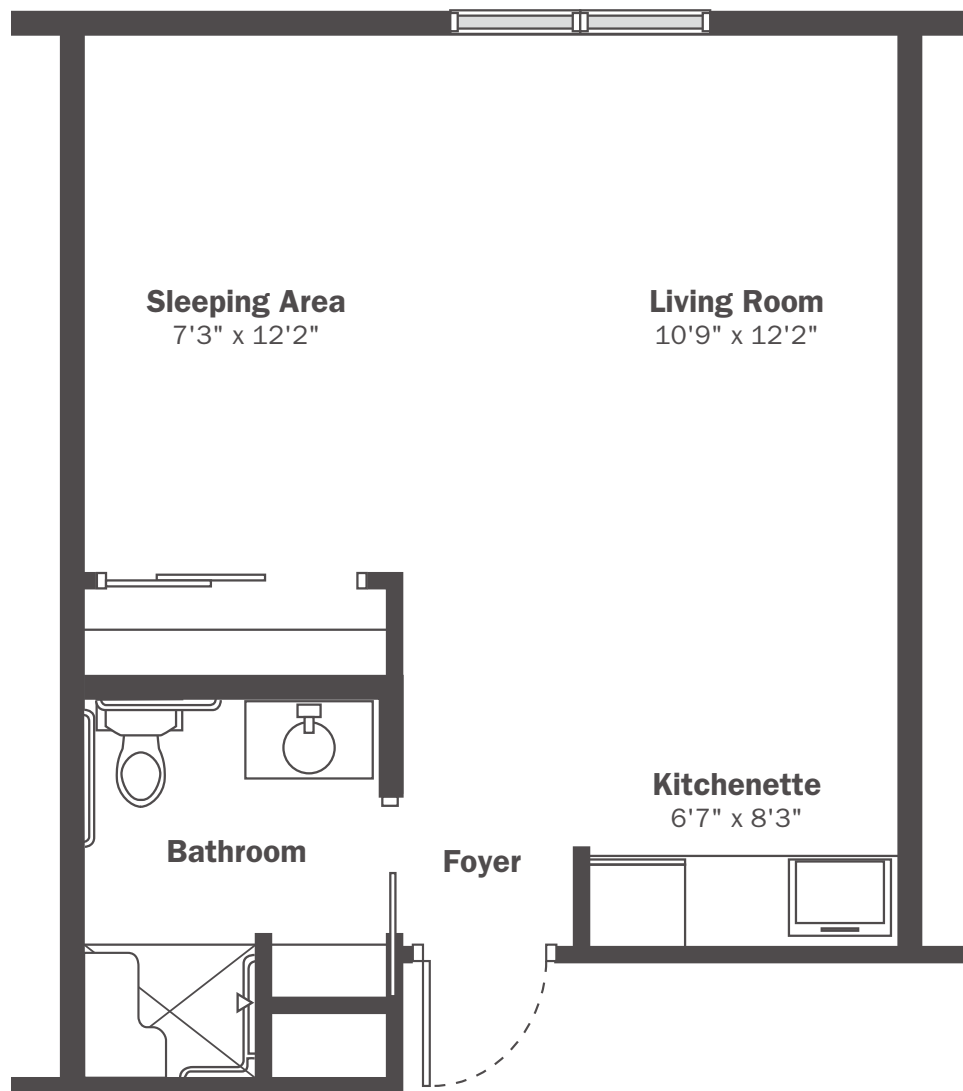 Sleeping Area
7'3" x 12'2"
Living Room
10'9" x 12'2"
Kitchenette
6'7" x 8'3"
Bathroom
Foyer